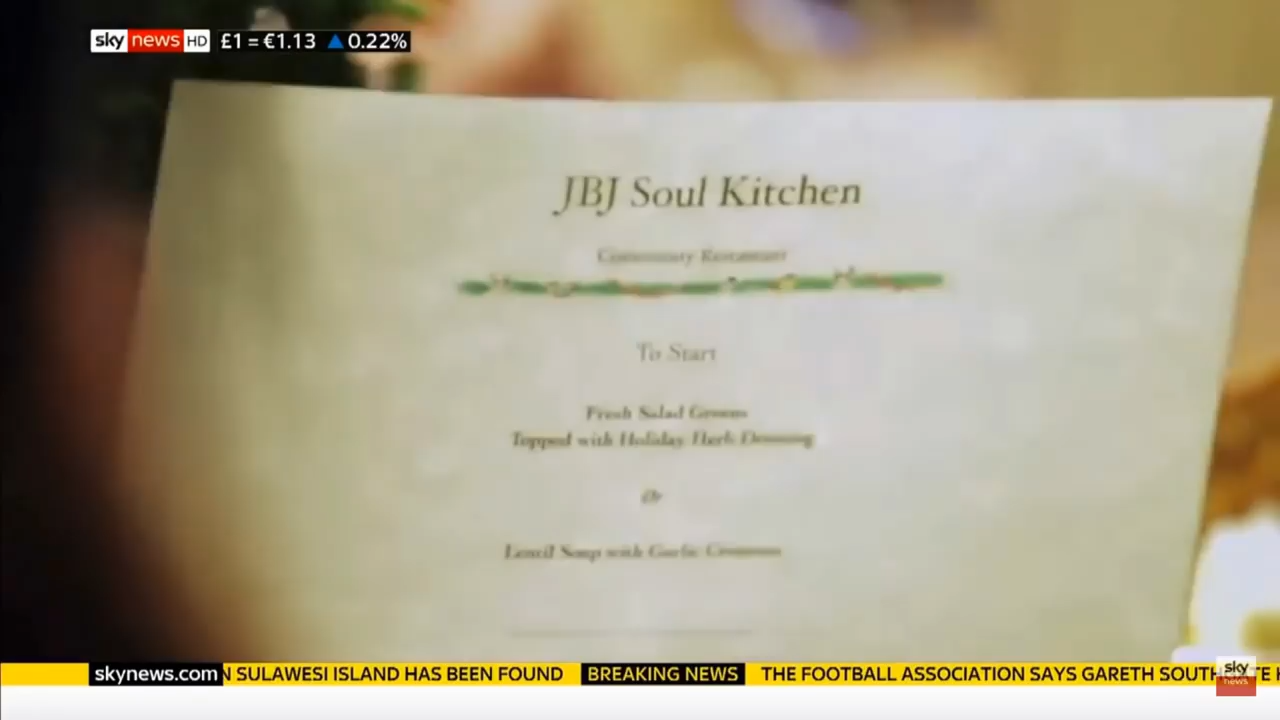 sky news HD £1 = €1.13 ▲ 0.22%
JBJ Soul Kitchen
Community Restaurant
To Start
Fresh Salad Greens
Topped with Holiday Herb Dressing
Or
Lentil Soup with Garlic Croutons
skynews.com N SULAWESI ISLAND HAS BEEN FOUND BREAKING NEWS THE FOOTBALL ASSOCIATION SAYS GARETH SOUTH
sky
news